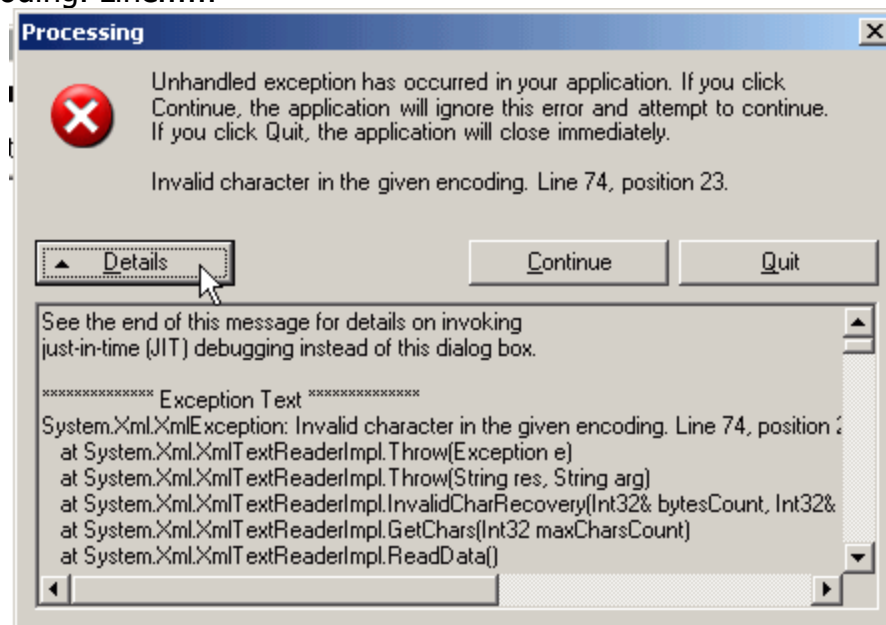 Processing
Unhandled exception has occurred in your application. If you click
Continue, the application will ignore this error and attempt to continue.
If you click Quit, the application will close immediately.
Invalid character in the given encoding. Line 74, position 23.
Details
Continue
Quit
See the end of this message for details on invoking
just-in-time (JIT) debugging instead of this dialog box.
************** Exception Text **************
System.Xml.XmlException: Invalid character in the given encoding. Line 74, position
at System.Xml.XmlTextReaderImpl.Throw(Exception e)
at System.Xml.XmlTextReaderImpl.Throw(String res, String arg)
at System.Xml.XmlTextReaderImpl.InvalidCharRecovery(Int32& bytesCount, Int32&
at System.Xml.XmlTextReaderImpl.GetChars(Int32 maxCharsCount)
at System.Xml.XmlTextReaderImpl.ReadData()